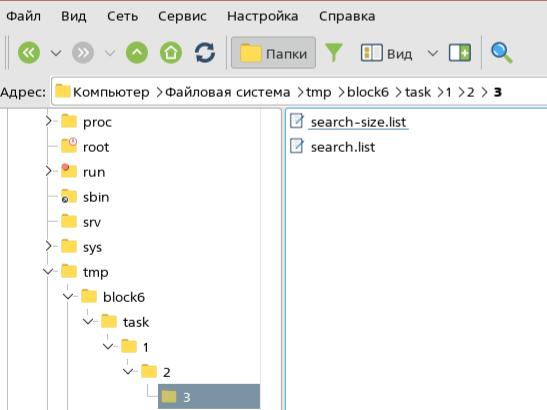 Файл Вид Сеть Сервис Настройка Справка
Папки Вид
Адрес: Компьютер >Файловая система >tmp >block6 >task >1 >2 > 3
proc
root
run
sbin
srv
sys
tmp
block6
task
1
2
3
search-size.list
search.list